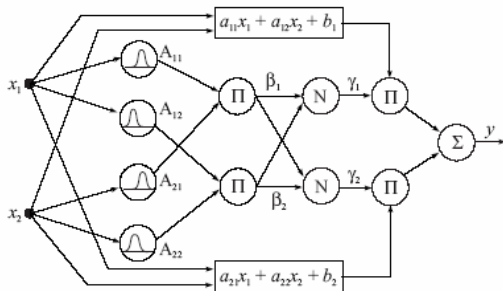 a₁₁x₁ + a₁₂x₂ + b₁
A₁₁
x₁
Π
β₁
N
γ₁
Π
A₁₂
Σ
y
A₂₁
x₂
Π
β₂
N
γ₂
Π
A₂₂
a₂₁x₁ + a₂₂x₂ + b₂